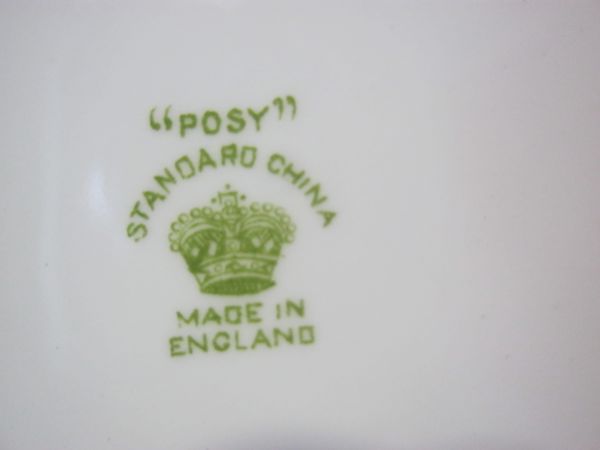 “POSY”
STANDARD CHINA
MADE IN
ENGLAND